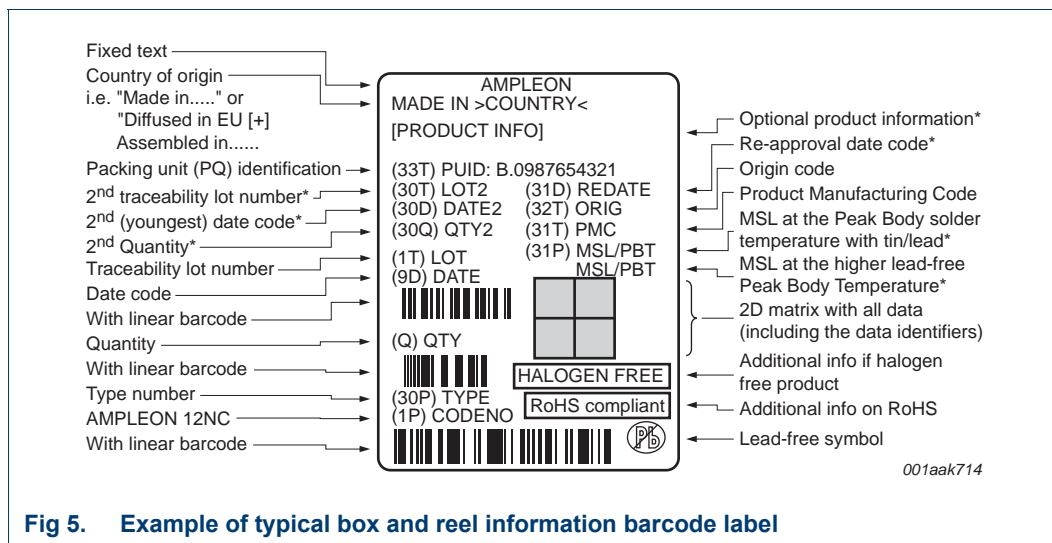 Fixed text
Country of origin
i.e. "Made in....." or
"Diffused in EU [+]
Assembled in......
Packing unit (PQ) identification
2nd traceability lot number*
2nd (youngest) date code*
2nd Quantity*
Traceability lot number
Date code
With linear barcode
Quantity
With linear barcode
Type number
AMPLEON 12NC
With linear barcode
AMPLEON
MADE IN >COUNTRY<
[PRODUCT INFO]
(33T) PUID: B.0987654321
(30T) LOT2 (31D) REDATE
(30D) DATE2 (32T) ORIG
(30Q) QTY2 (31T) PMC
(31P) MSL/PBT
(1T) LOT MSL/PBT
(9D) DATE
(Q) QTY
HALOGEN FREE
(30P) TYPE
(1P) CODENO
RoHS compliant
Pb
Optional product information*
Re-approval date code*
Origin code
Product Manufacturing Code
MSL at the Peak Body solder
temperature with tin/lead*
MSL at the higher lead-free
Peak Body Temperature*
2D matrix with all data
(including the data identifiers)
Additional info if halogen
free product
Additional info on RoHS
Lead-free symbol
001aak714
Fig 5. Example of typical box and reel information barcode label